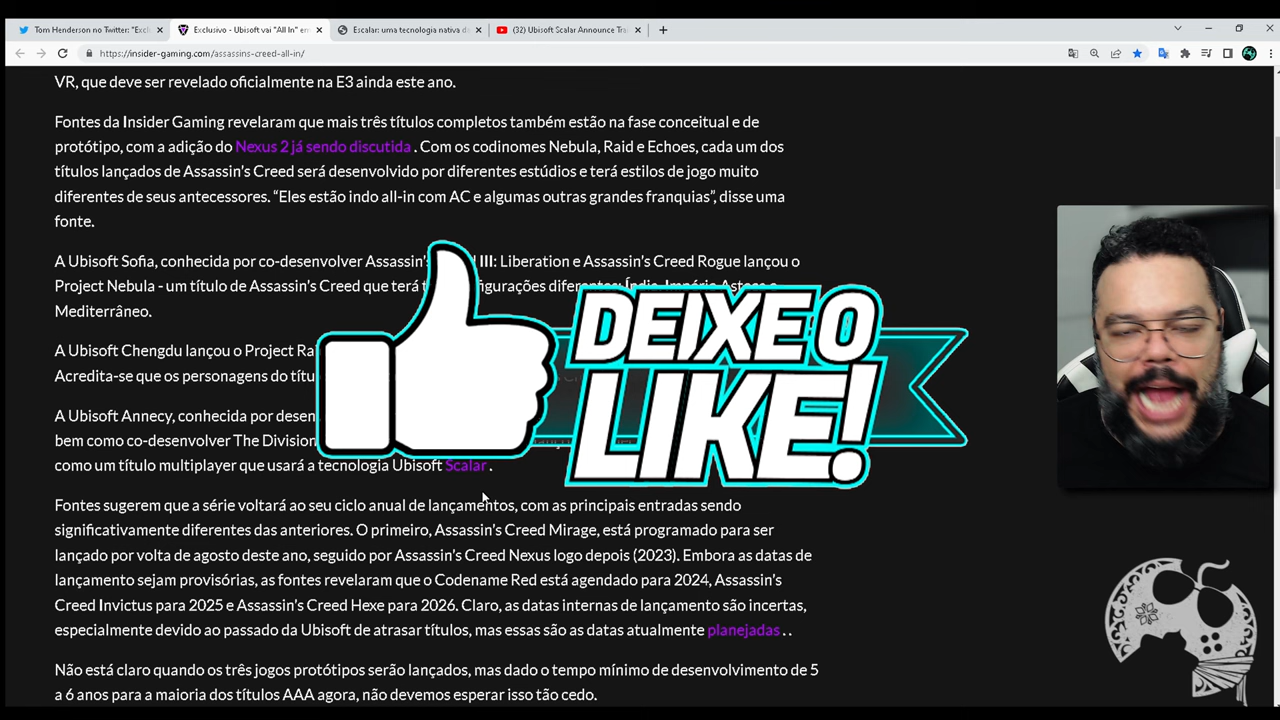 Tom Henderson no Twitter: "Excl
Exclusivo - Ubisoft vai "All In" em
Escalar: uma tecnologia nativa d
(32) Ubisoft Scalar Announce Tra
https://insider-gaming.com/assassins-creed-all-in/
VR, que deve ser revelado oficialmente na E3 ainda este ano.
Fontes da Insider Gaming revelaram que mais três títulos completos também estão na fase conceitual e de
protótipo, com a adição do Nexus 2 já sendo discutida . Com os codinomes Nebula, Raid e Echoes, cada um dos
títulos lançados de Assassin's Creed será desenvolvido por diferentes estúdios e terá estilos de jogo muito
diferentes de seus antecessores. “Eles estão indo all-in com AC e algumas outras grandes franquias”, disse uma
fonte.
A Ubisoft Sofia, conhecida por co-desenvolver Assassin's III: Liberation e Assassin's Creed Rogue lançou o
Project Nebula - um título de Assassin's Creed que terá figurações diferentes: Índia, Império Asteca e
Mediterrâneo.
A Ubisoft Chengdu lançou o Project Ra
Acredita-se que os personagens do títu
A Ubisoft Annecy, conhecida por desen
bem como co-desenvolver The Division
como um título multiplayer que usará a tecnologia Ubisoft Scalar .
DEIXE O
LIKE!
Fontes sugerem que a série voltará ao seu ciclo anual de lançamentos, com as principais entradas sendo
significativamente diferentes das anteriores. O primeiro, Assassin's Creed Mirage, está programado para ser
lançado por volta de agosto deste ano, seguido por Assassin's Creed Nexus logo depois (2023). Embora as datas de
lançamento sejam provisórias, as fontes revelaram que o Codename Red está agendado para 2024, Assassin's
Creed Invictus para 2025 e Assassin's Creed Hexe para 2026. Claro, as datas internas de lançamento são incertas,
especialmente devido ao passado da Ubisoft de atrasar títulos, mas essas são as datas atualmente planejadas . .
Não está claro quando os três jogos protótipos serão lançados, mas dado o tempo mínimo de desenvolvimento de 5
a 6 anos para a maioria dos títulos AAA agora, não devemos esperar isso tão cedo.